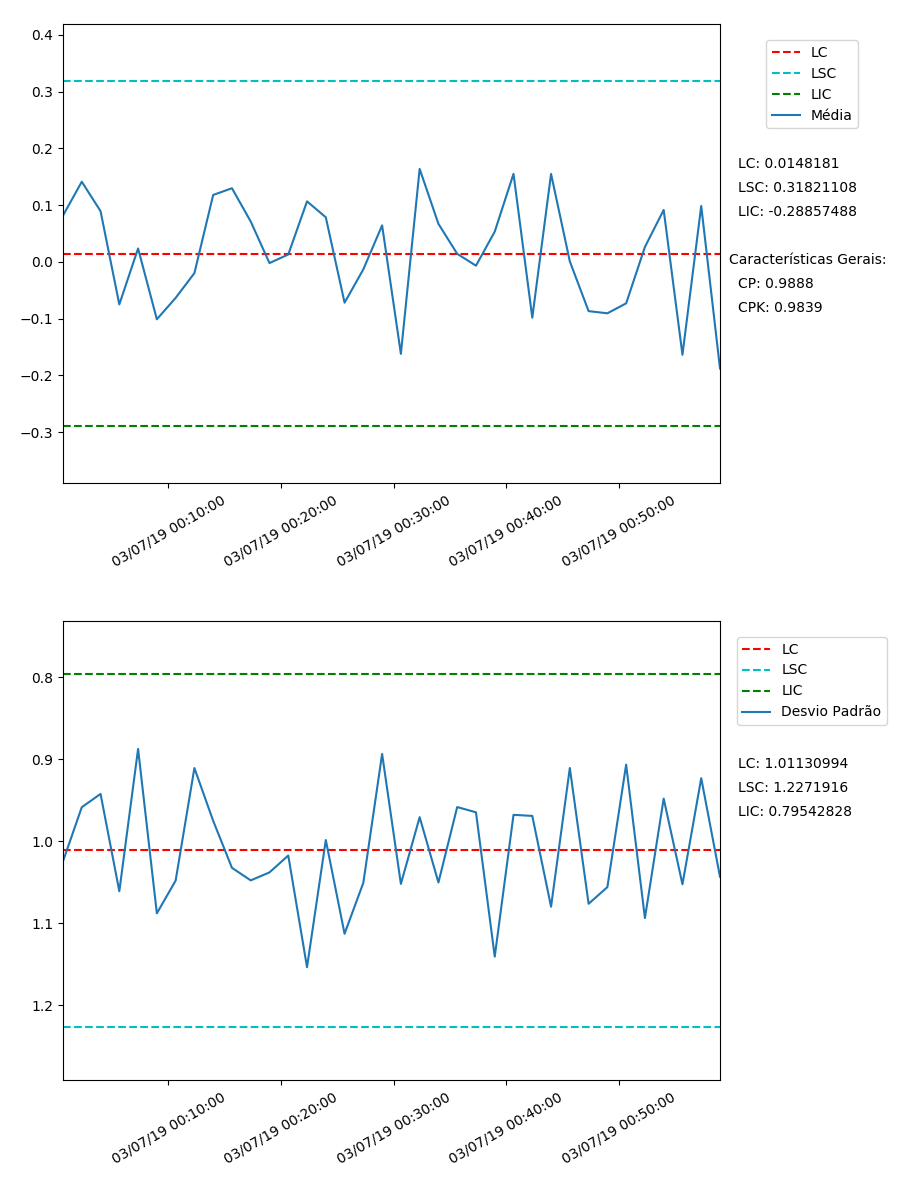 0.4
0.3
0.2
0.1
0.0
−0.1
−0.2
−0.3
03/07/19 00:10:00
03/07/19 00:20:00
03/07/19 00:30:00
03/07/19 00:40:00
03/07/19 00:50:00
LC
LSC
LIC
Média
LC: 0.0148181
LSC: 0.31821108
LIC: -0.28857488
Características Gerais:
CP: 0.9888
CPK: 0.9839
0.8
0.9
1.0
1.1
1.2
03/07/19 00:10:00
03/07/19 00:20:00
03/07/19 00:30:00
03/07/19 00:40:00
03/07/19 00:50:00
LC
LSC
LIC
Desvio Padrão
LC: 1.01130994
LSC: 1.2271916
LIC: 0.79542828